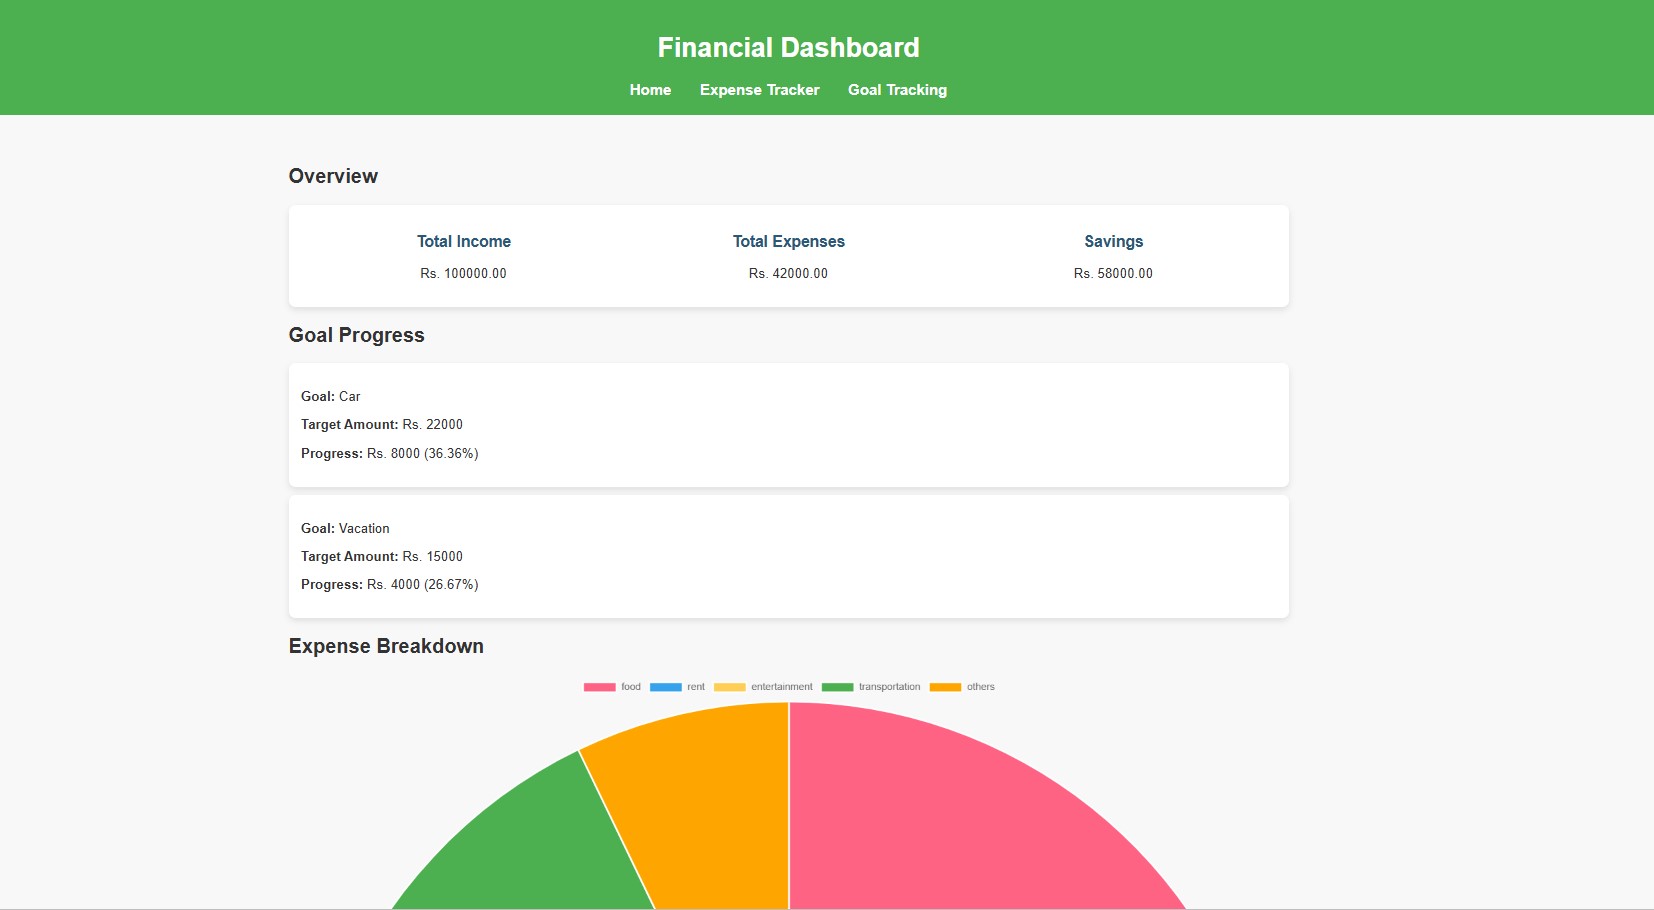 Financial Dashboard
Home Expense Tracker Goal Tracking
Overview
Total Income Total Expenses Savings
Rs. 100000.00 Rs. 42000.00 Rs. 58000.00
Goal Progress
Goal: Car
Target Amount: Rs. 22000
Progress: Rs. 8000 (36.36%)
Goal: Vacation
Target Amount: Rs. 15000
Progress: Rs. 4000 (26.67%)
Expense Breakdown
food rent entertainment transportation others